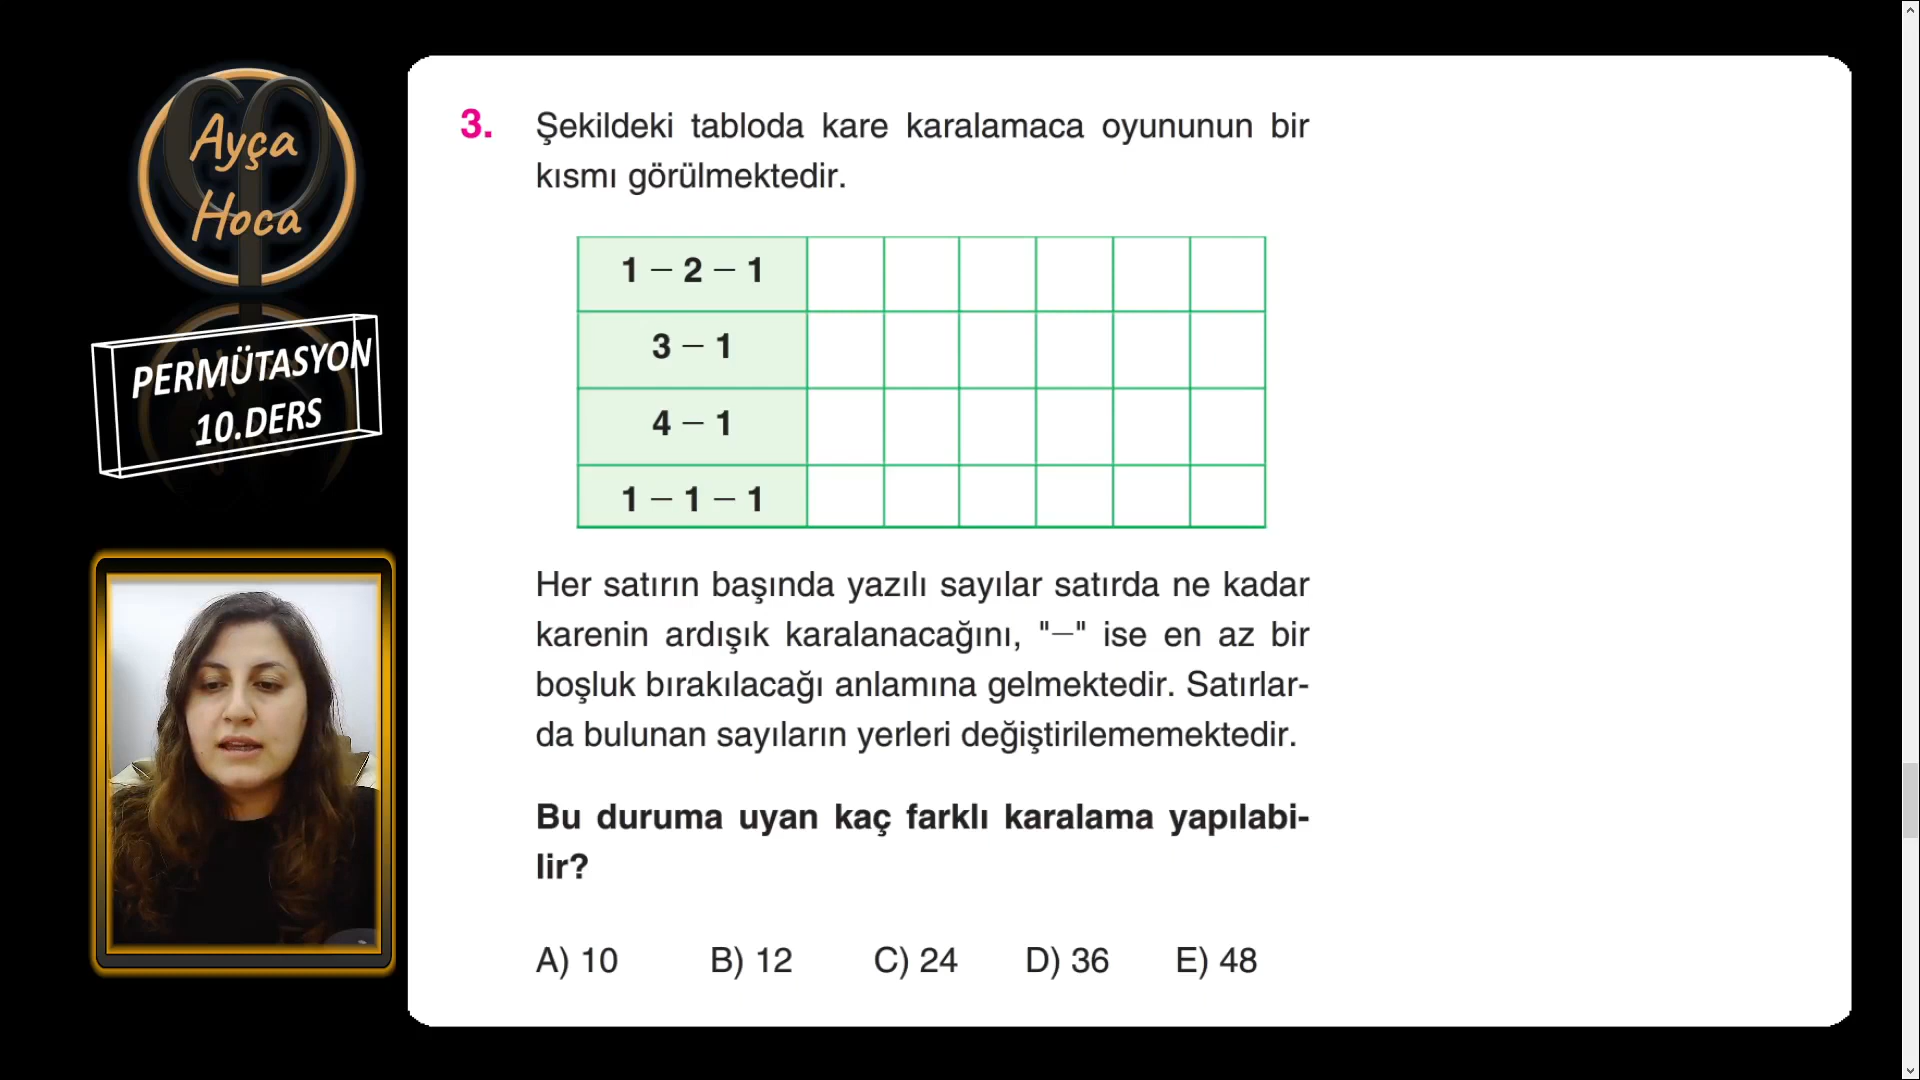 Ayça
Hoca
PERMÜTASYON
10.DERS
3. Şekildeki tabloda kare karalamaca oyununun bir
kısmı görülmektedir.
1 – 2 – 1
3 – 1
4 – 1
1 – 1 – 1
Her satırın başında yazılı sayılar satırda ne kadar
karenin ardışık karalanacağını, "–" ise en az bir
boşluk bırakılacağı anlamına gelmektedir. Satırlar-
da bulunan sayıların yerleri değiştirilememektedir.
Bu duruma uyan kaç farklı karalama yapılabi-
lir?
A) 10 B) 12 C) 24 D) 36 E) 48